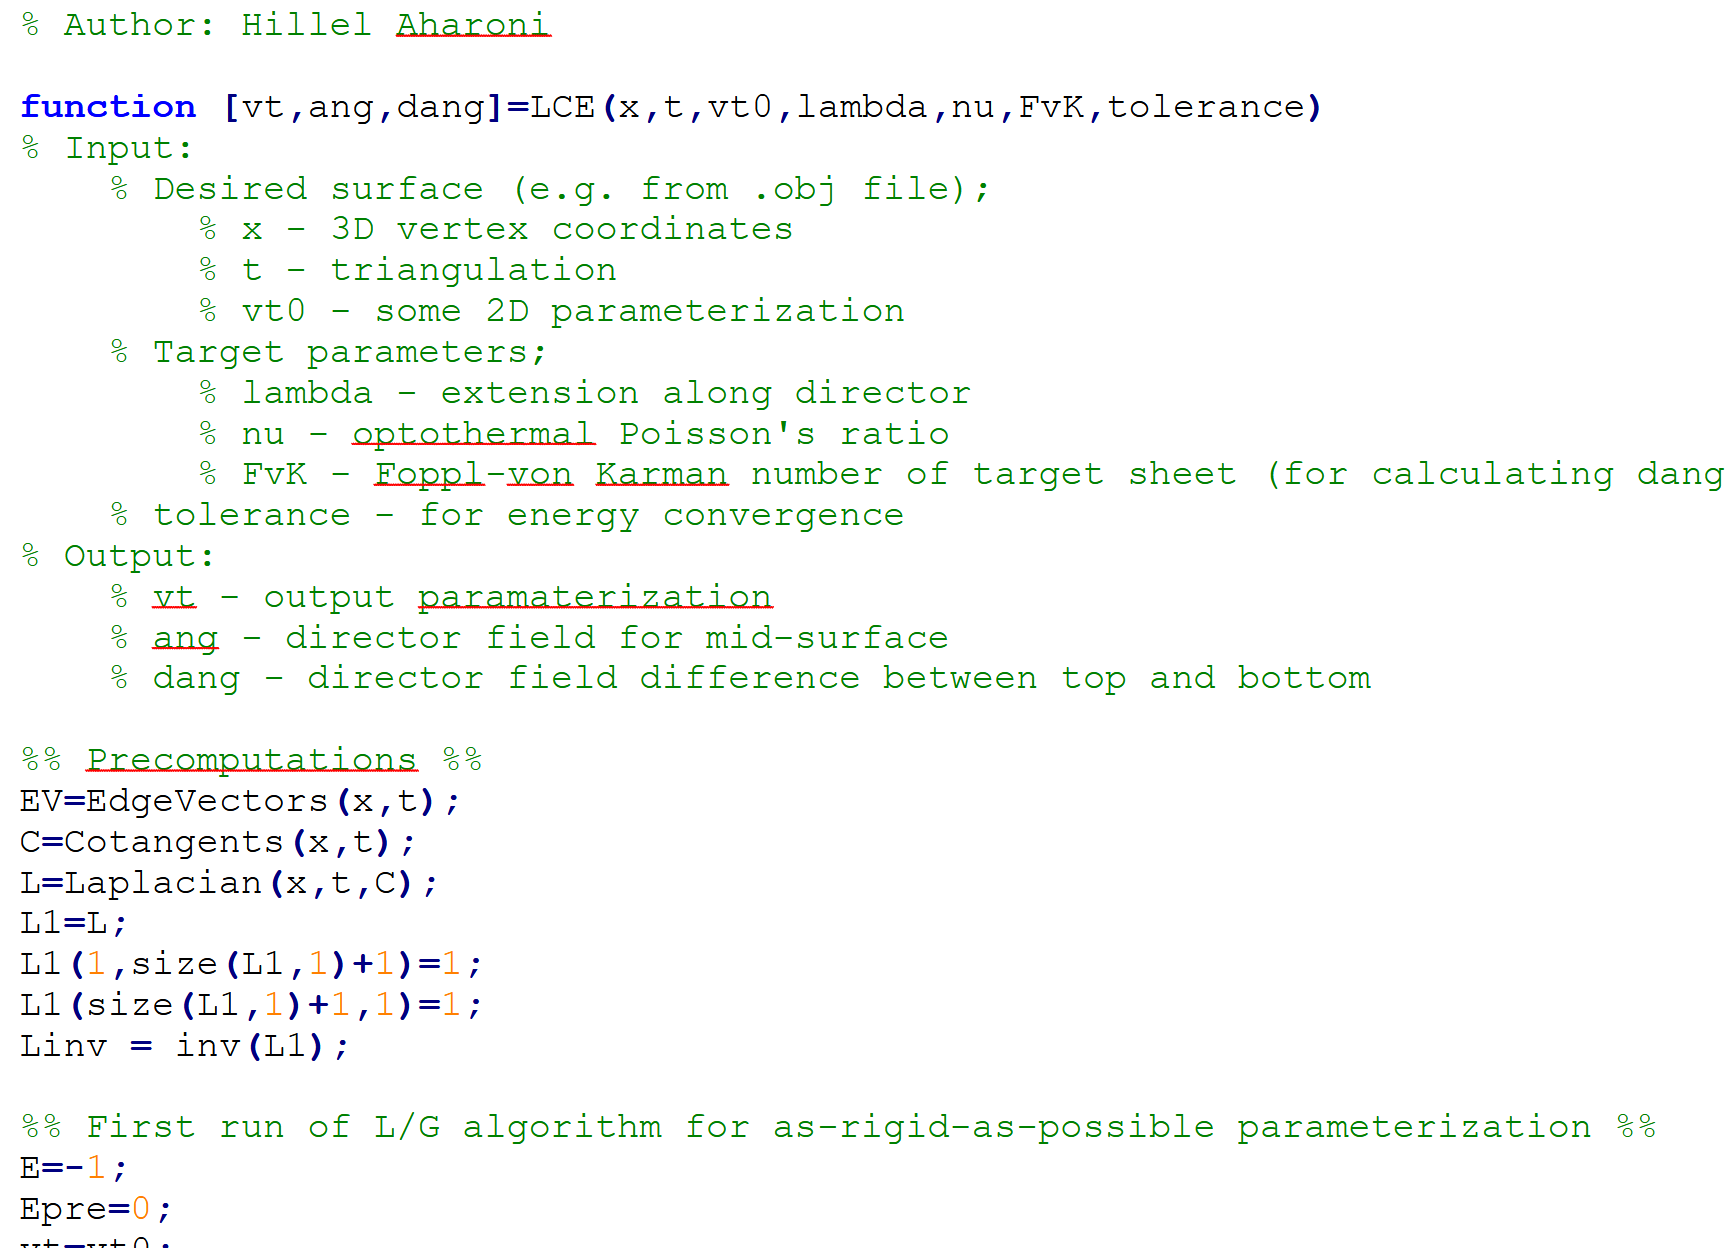 % Author: Hillel Aharoni
function [vt,ang,dang]=LCE(x,t,vt0,lambda,nu,FvK,tolerance)
% Input:
% Desired surface (e.g. from .obj file);
% x - 3D vertex coordinates
% t - triangulation
% vt0 - some 2D parameterization
% Target parameters;
% lambda - extension along director
% nu - optothermal Poisson's ratio
% FvK - Foppl-von Karman number of target sheet (for calculating dang
% tolerance - for energy convergence
% Output:
% vt - output paramaterization
% ang - director field for mid-surface
% dang - director field difference between top and bottom
%% Precomputations %%
EV=EdgeVectors(x,t);
C=Cotangents(x,t);
L=Laplacian(x,t,C);
L1=L;
L1(1,size(L1,1)+1)=1;
L1(size(L1,1)+1,1)=1;
Linv = inv(L1);
%% First run of L/G algorithm for as-rigid-as-possible parameterization %%
E=-1;
Epre=0;
vt=vt0;